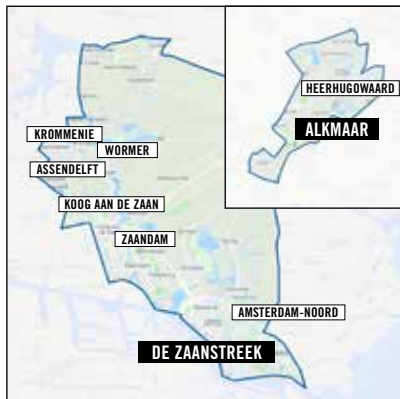 HEERHUGOWAARD
ALKMAAR
KROMMENIE
WORMER
ASSENDELFT
KOOG AAN DE ZAAN
ZAANDAM
AMSTERDAM-NOORD
DE ZAANSTREEK